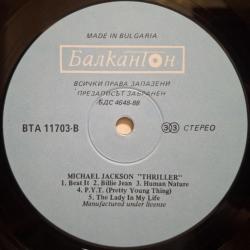 MADE IN BULGARIA
Балкантон
ВСИЧКИ ПРАВА ЗАПАЗЕНИ
ПРЕЗАПИСЪТ ЗАБРАНЕН
БДС 4648-88
ВТА 11703-В
33 СТЕРЕО
MICHAEL JACKSON "THRILLER"
1. Beat It 2. Billie Jean 3. Human Nature
4. P.Y.T. (Pretty Young Thing)
5. The Lady In My Life
Manufactured under license